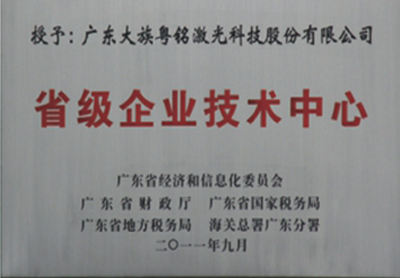 授予：广东大族粤铭激光科技股份有限公司
省级企业技术中心
广东省经济和信息化委员会
广东省财政厅 广东省国家税务局
广东省地方税务局 海关总署广东分署
二〇一一年九月